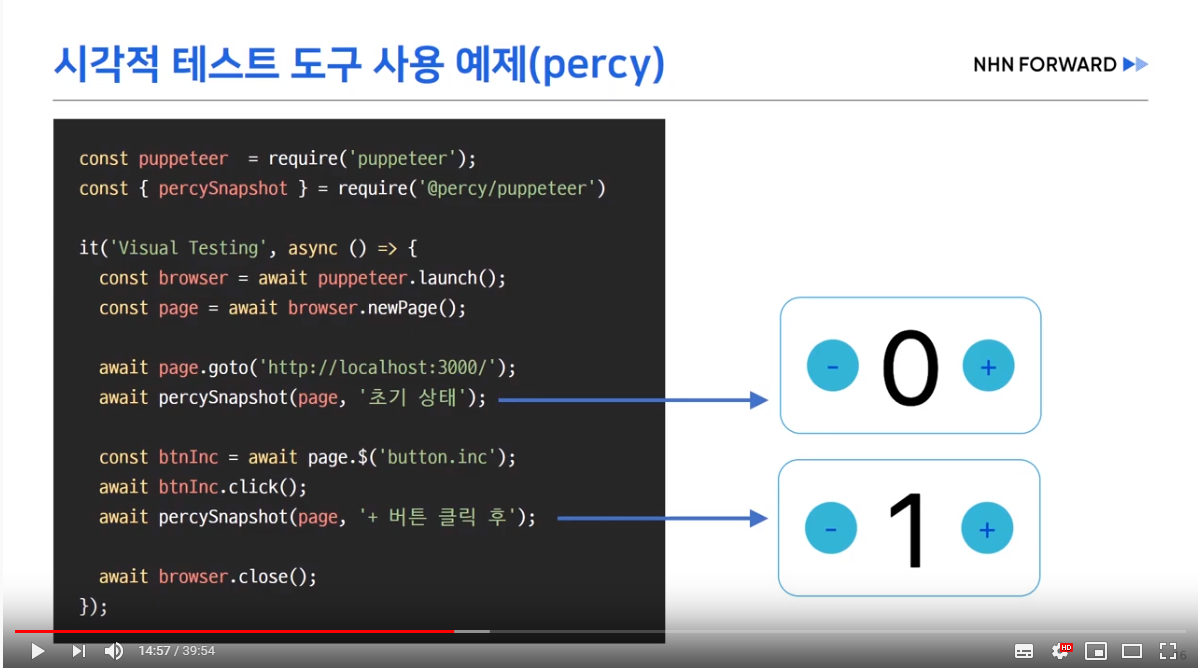 시각적 테스트 도구 사용 예제(percy)
NHN FORWARD
const puppeteer  = require('puppeteer');
const { percySnapshot } = require('@percy/puppeteer')
it('Visual Testing', async () => {
const browser = await puppeteer.launch();
const page = await browser.newPage();
await page.goto('http://localhost:3000/');
await percySnapshot(page, '초기 상태');
const btnInc = await page.$('button.inc');
await btnInc.click();
await percySnapshot(page, '+ 버튼 클릭 후');
await browser.close();
});
- 0 +
- 1 +
14:57 / 39:54
HD
16